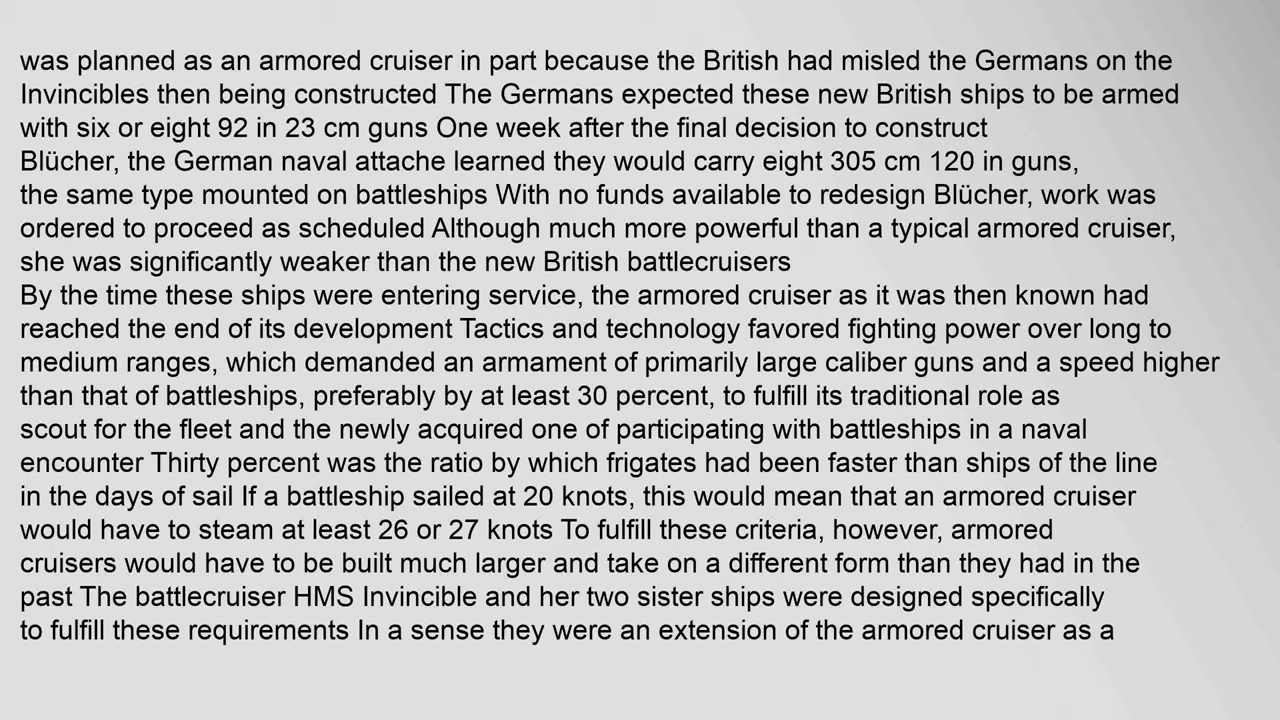 was planned as an armored cruiser in part because the British had misled the Germans on the
Invincibles then being constructed The Germans expected these new British ships to be armed
with six or eight 92 in 23 cm guns One week after the final decision to construct
Blücher, the German naval attache learned they would carry eight 305 cm 120 in guns,
the same type mounted on battleships With no funds available to redesign Blücher, work was
ordered to proceed as scheduled Although much more powerful than a typical armored cruiser,
she was significantly weaker than the new British battlecruisers
By the time these ships were entering service, the armored cruiser as it was then known had
reached the end of its development Tactics and technology favored fighting power over long to
medium ranges, which demanded an armament of primarily large caliber guns and a speed higher
than that of battleships, preferably by at least 30 percent, to fulfill its traditional role as
scout for the fleet and the newly acquired one of participating with battleships in a naval
encounter Thirty percent was the ratio by which frigates had been faster than ships of the line
in the days of sail If a battleship sailed at 20 knots, this would mean that an armored cruiser
would have to steam at least 26 or 27 knots To fulfill these criteria, however, armored
cruisers would have to be built much larger and take on a different form than they had in the
past The battlecruiser HMS Invincible and her two sister ships were designed specifically
to fulfill these requirements In a sense they were an extension of the armored cruiser as a